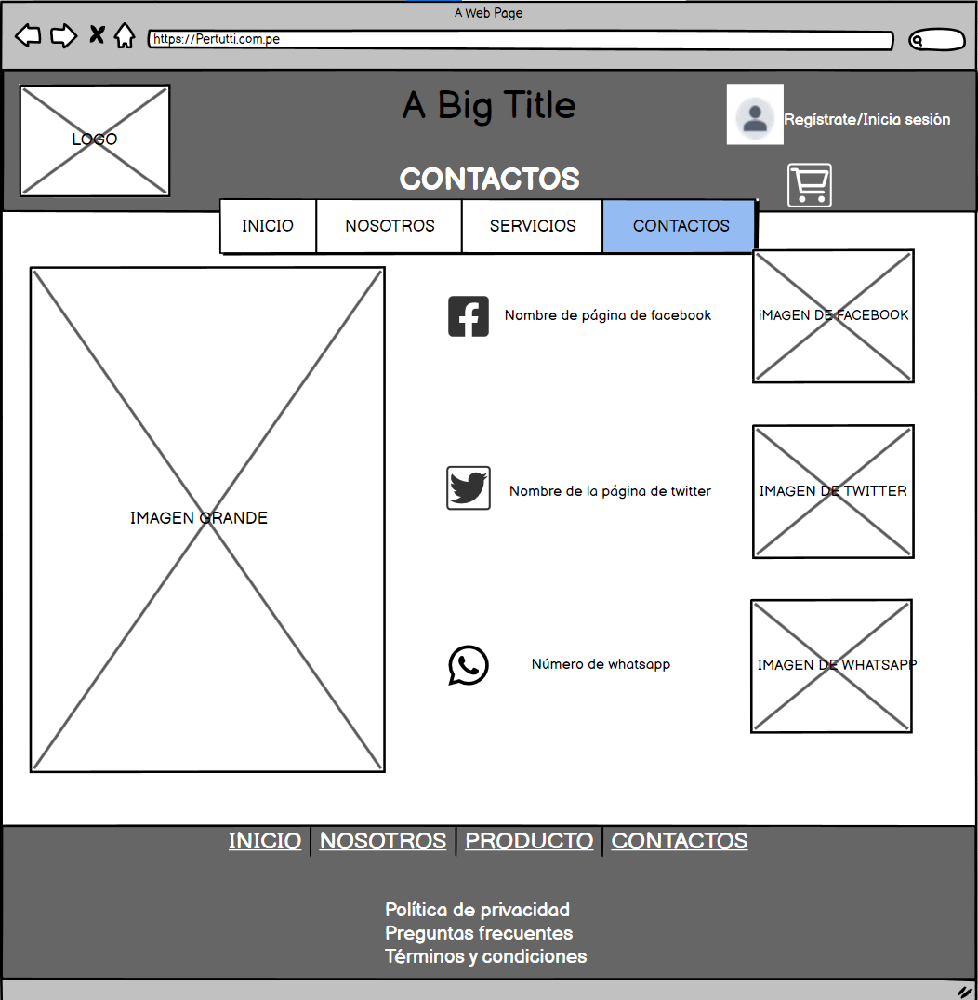 A Web Page
https://Pertutti.com.pe
A Big Title
LOGO
Regístrate/Inicia sesión
CONTACTOS
INICIO NOSOTROS SERVICIOS CONTACTOS
Nombre de página de facebook
iMAGEN DE FACEBOOK
Nombre de la página de twitter
IMAGEN DE TWITTER
IMAGEN GRANDE
Número de whatsapp
IMAGEN DE WHATSAPP
INICIO NOSOTROS PRODUCTO CONTACTOS
Política de privacidad
Preguntas frecuentes
Términos y condiciones